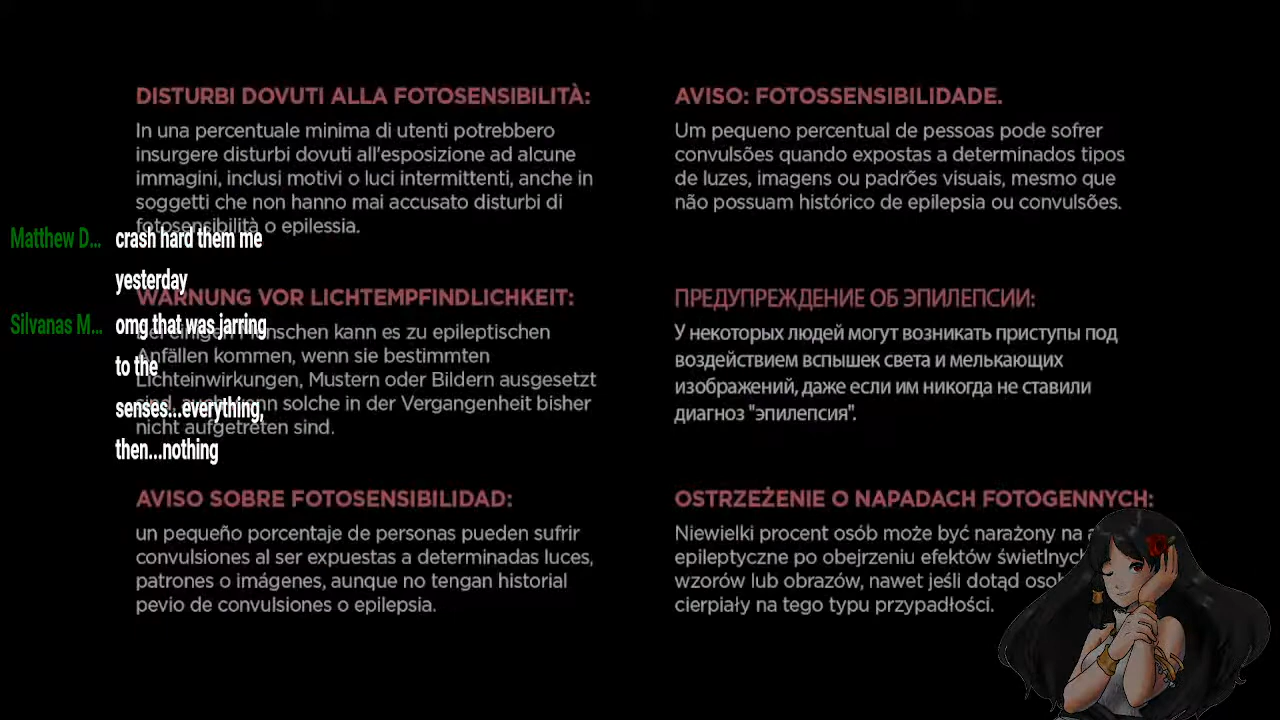 DISTURBI DOVUTI ALLA FOTOSENSIBILITÀ:
In una percentuale minima di utenti potrebbero
insurgere disturbi dovuti all'esposizione ad alcune
immagini, inclusi motivi o luci intermittenti, anche in
soggetti che non hanno mai accusato disturbi di
fotosensibilità o epilessia.
AVISO: FOTOSSENSIBILIDADE.
Um pequeno percentual de pessoas pode sofrer
convulsões quando expostas a determinados tipos
de luzes, imagens ou padrões visuais, mesmo que
não possuam histórico de epilepsia ou convulsões.
Matthew D... crash hard them me
yesterday
Silvanas M... omg that was jarring
to the
senses...everything,
then...nothing
WARNUNG VOR LICHTEMPFINDLICHKEIT:
Menschen kann es zu epileptischen
Anfällen kommen, wenn sie bestimmten
Lichteinwirkungen, Mustern oder Bildern ausgesetzt
sind, solche in der Vergangenheit bisher
nicht aufgetreten sind.
ПРЕДУПРЕЖДЕНИЕ ОБ ЭПИЛЕПСИИ:
У некоторых людей могут возникать приступы под
воздействием вспышек света и мелькающих
изображений, даже если им никогда не ставили
диагноз "эпилепсия".
AVISO SOBRE FOTOSENSIBILIDAD:
un pequeño porcentaje de personas pueden sufrir
convulsiones al ser expuestas a determinadas luces,
patrones o imágenes, aunque no tengan historial
pevio de convulsiones o epilepsia.
OSTRZEŻENIE O NAPADACH FOTOGENNYCH:
Niewielki procent osób może być narażony na
epileptyczne po obejrzeniu efektów świetlnych
wzorów lub obrazów, nawet jeśli dotąd
cierpiały na tego typu przypadłości.